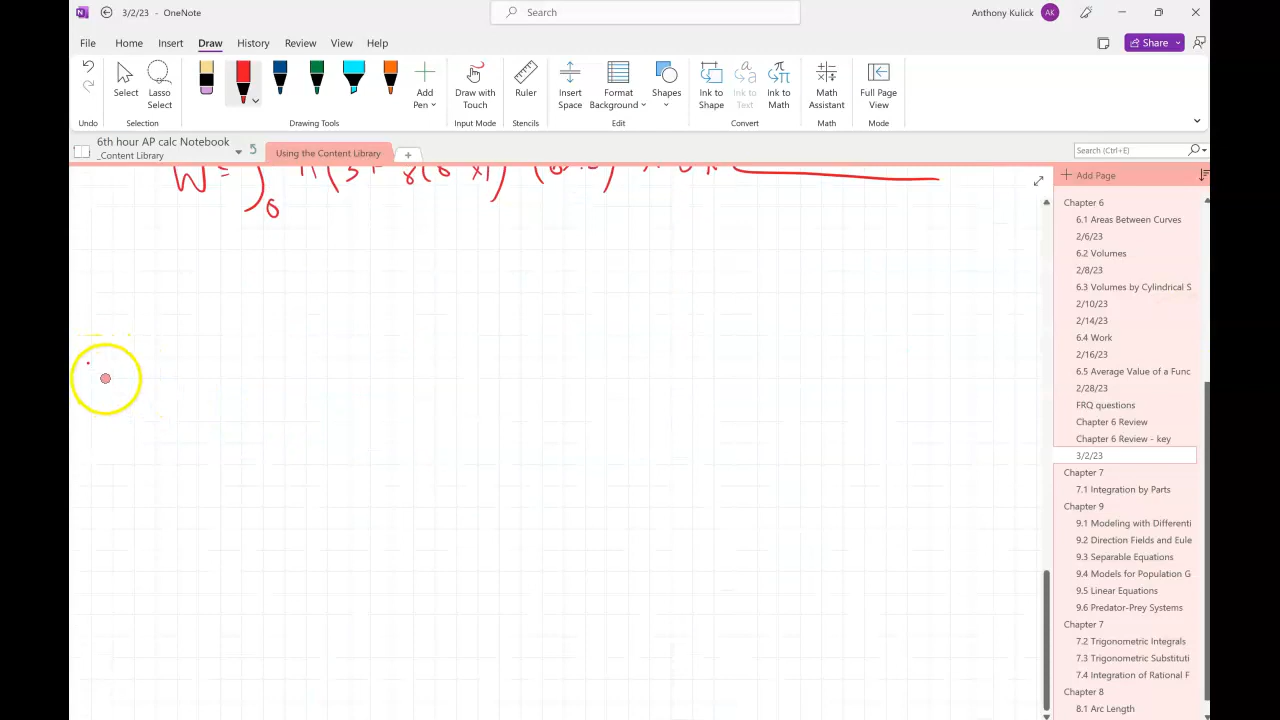 3/2/23 - OneNote
Search
Anthony Kulick
AK
File Home Insert Draw History Review View Help
Share
Undo
Select
Lasso Select
Add Pen
Draw with Touch
Ruler
Insert Space
Format Background
Shapes
Ink to Shape
Ink to Text
Ink to Math
Math Assistant
Full Page View
Undo Selection Drawing Tools Input Mode Stencils Edit Convert Math Mode
6th hour AP calc Notebook
_Content Library
Using the Content Library
Search (Ctrl+E)
Add Page
W =
0
Chapter 6
6.1 Areas Between Curves
2/6/23
6.2 Volumes
2/8/23
6.3 Volumes by Cylindrical S
2/10/23
2/14/23
6.4 Work
2/16/23
6.5 Average Value of a Func
2/28/23
FRQ questions
Chapter 6 Review
Chapter 6 Review - key
3/2/23
Chapter 7
7.1 Integration by Parts
Chapter 9
9.1 Modeling with Differenti
9.2 Direction Fields and Eule
9.3 Separable Equations
9.4 Models for Population G
9.5 Linear Equations
9.6 Predator-Prey Systems
Chapter 7
7.2 Trigonometric Integrals
7.3 Trigonometric Substituti
7.4 Integration of Rational F
Chapter 8
8.1 Arc Length